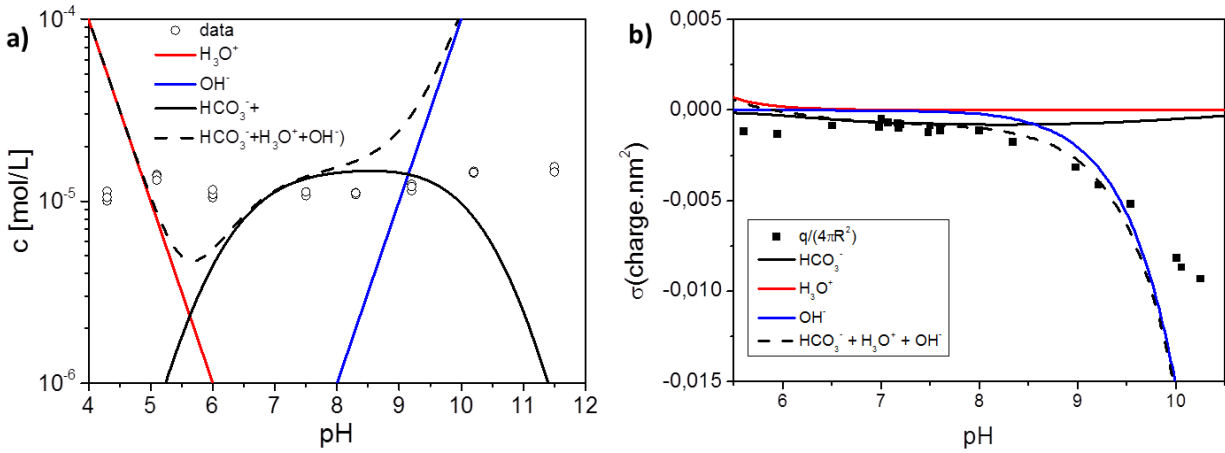 a)
c [mol/L]
10⁻⁴
10⁻⁵
10⁻⁶
data
H₃O⁺
OH⁻
HCO₃⁻+
HCO₃⁻+H₃O⁺+OH⁻)
4 5 6 7 8 9 10 11 12
pH
b)
σ(charge.nm²)
0,005
0,000
-0,005
-0,010
-0,015
q/(4πR²)
HCO₃⁻
H₃O⁺
OH⁻
HCO₃⁻ + H₃O⁺ + OH⁻
6 7 8 9 10
pH